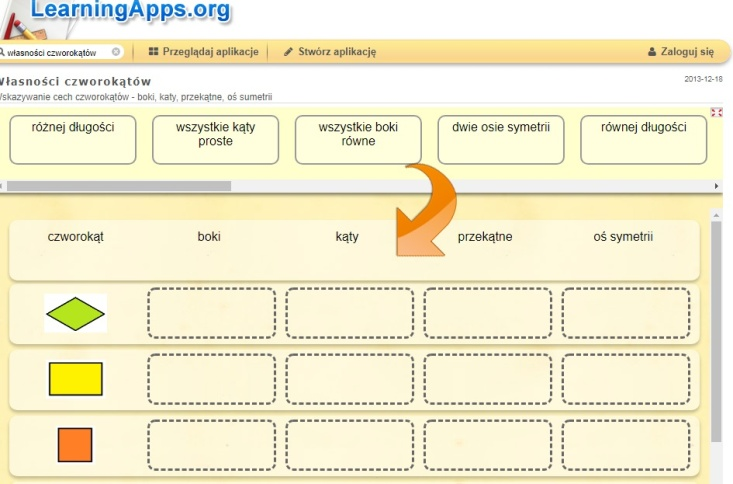 LearningApps.org
własności czworokątów
Przeglądaj aplikacje
Stwórz aplikację
Zaloguj się
Własności czworokątów
2013-12-18
Wskazywanie cech czworokątów - boki, katy, przekątne, oś sumetrii
różnej długości
wszystkie kąty
proste
wszystkie boki
równe
dwie osie symetrii
równej długości
czworokąt
boki
kąty
przekątne
oś symetrii